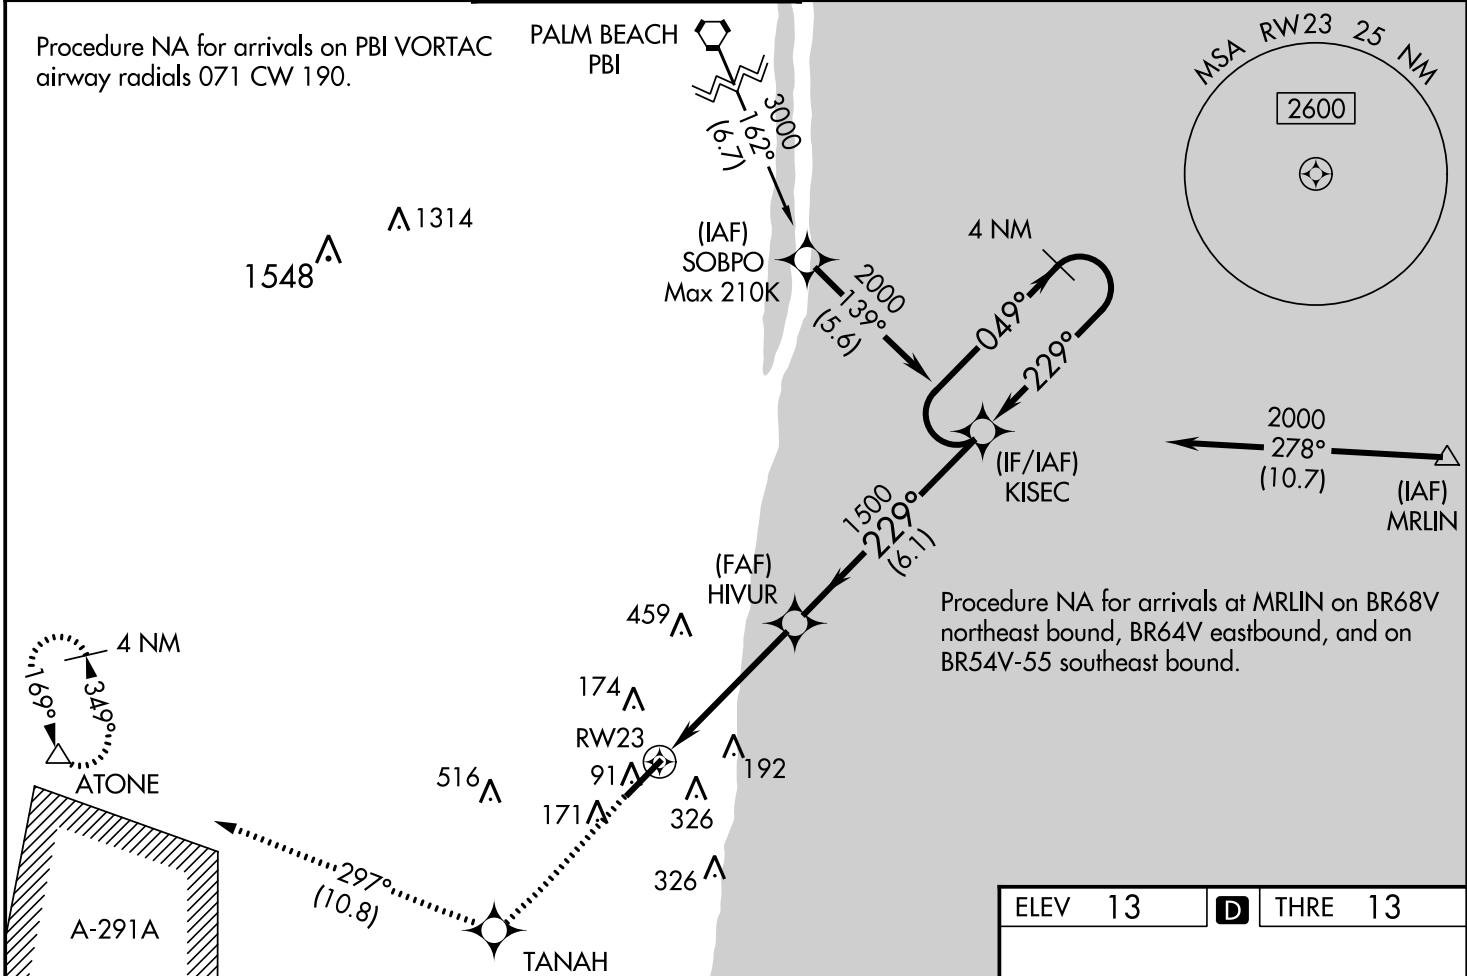 Procedure NA for arrivals on PBI VORTAC
airway radials 071 CW 190.
PALM BEACH
PBI
3000
162°
(6.7)
MSA RW23 25 NM
2600
1314
1548
(IAF)
SOBPO
Max 210K
2000
139°
(5.6)
4 NM
049°
229°
(IF/IAF)
KISEC
2000
278°
(10.7)
(IAF)
MRLIN
1500
229°
(6.1)
(FAF)
HIVUR
Procedure NA for arrivals at MRLIN on BR68V
northeast bound, BR64V eastbound, and on
BR54V-55 southeast bound.
459
4 NM
169°
349°
ATONE
174
RW23
91
192
516
171
326
326
297°
(10.8)
A-291A
TANAH
ELEV 13
D
THRE 13